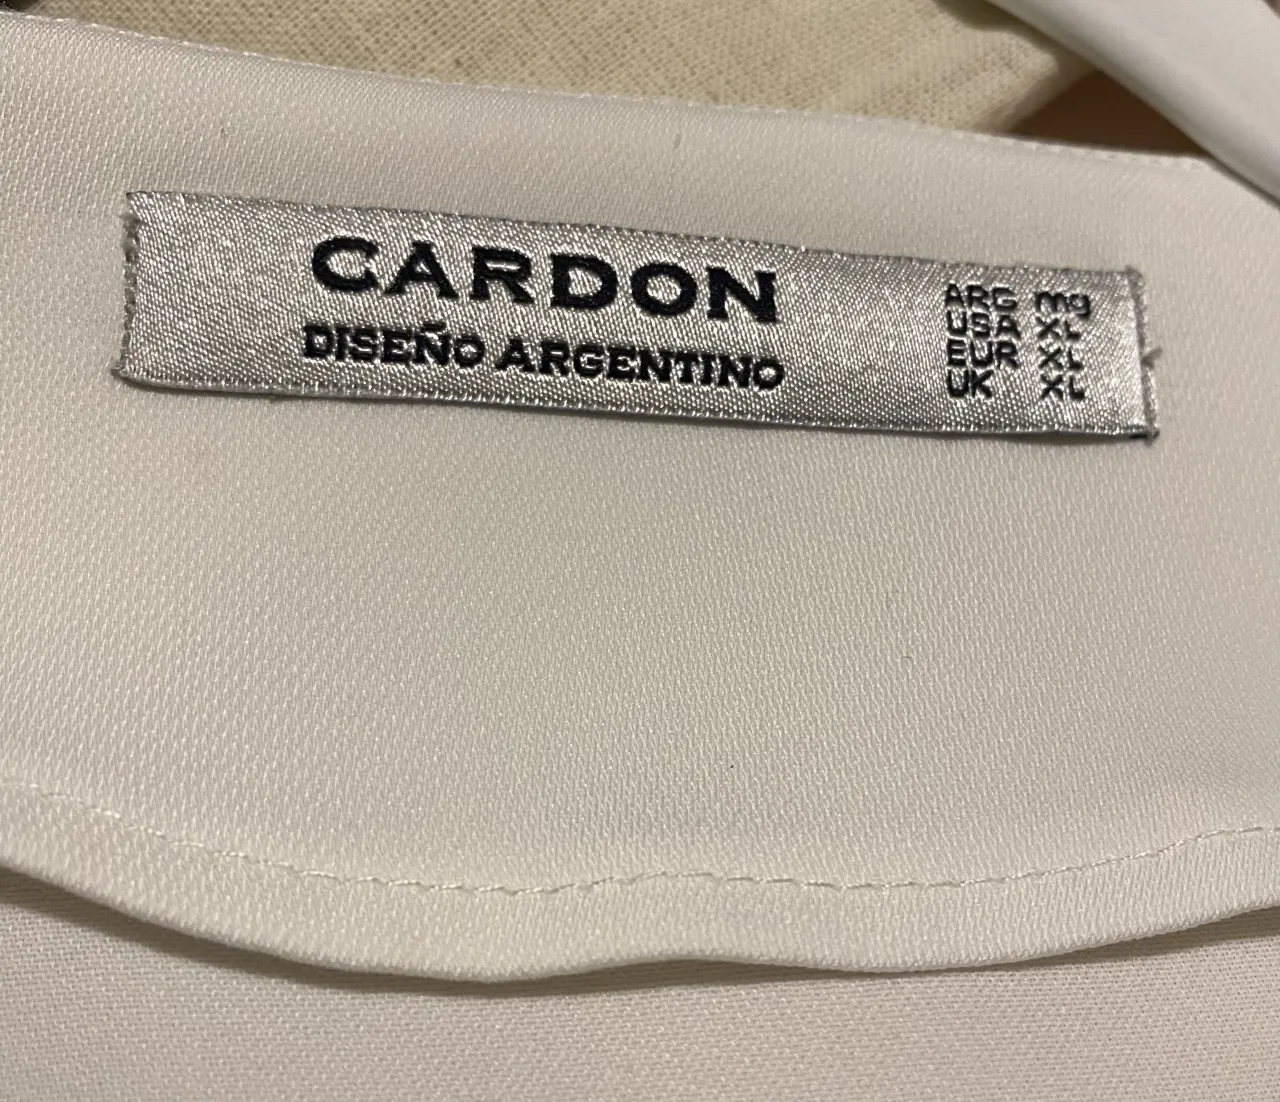 CARDON
DISEÑO ARGENTINO
ARG mg
USA XL
EUR XL
UK XL